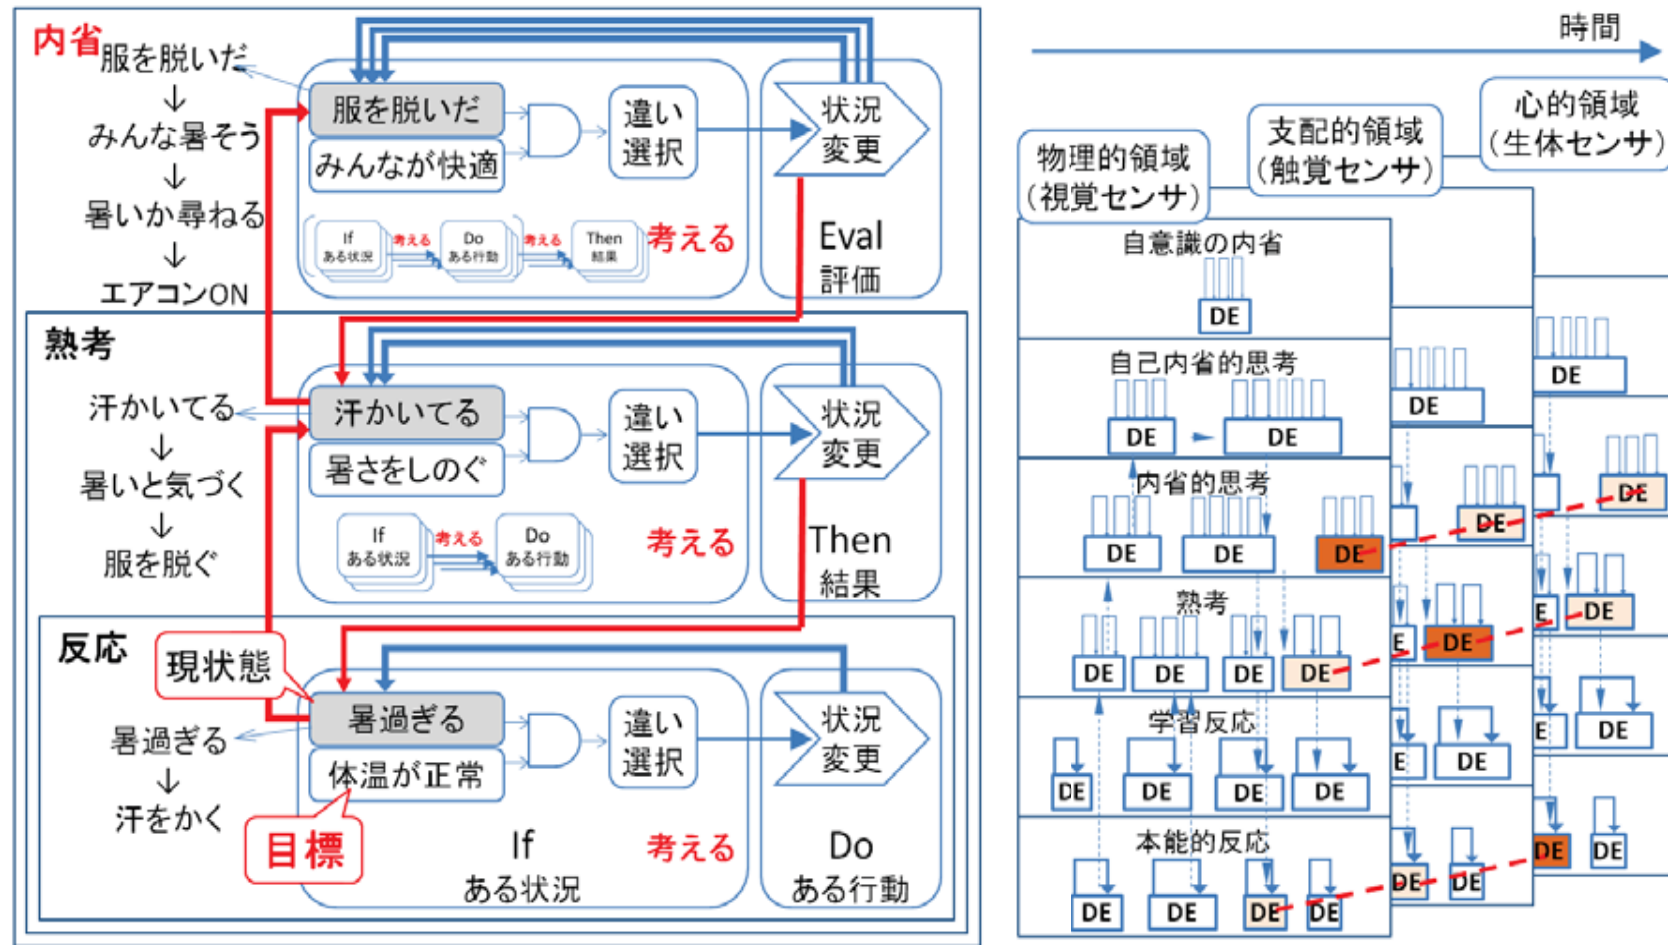 内省
服を脱いだ
↓
みんな暑そう
↓
暑いか尋ねる
↓
エアコンON
服を脱いだ
みんなが快適
違い
選択
状況
変更
If
ある状況
考える
Do
ある行動
考える
Then
結果
考える
Eval
評価
熟考
汗かいてる
↓
暑いと気づく
↓
服を脱ぐ
汗かいてる
暑さをしのぐ
違い
選択
状況
変更
If
ある状況
考える
Do
ある行動
考える
Then
結果
反応
現状態
暑過ぎる
↓
汗をかく
暑過ぎる
体温が正常
目標
違い
選択
状況
変更
If
ある状況
考える
Do
ある行動
時間
物理的領域
(視覚センサ)
支配的領域
(触覚センサ)
心的領域
(生体センサ)
自意識の内省
DE
自己内省的思考
DE
DE
DE
DE
内省的思考
DE
DE
DE
DE
DE
熟考
DE
DE
DE
DE
E
DE
E
DE
学習反応
DE
DE
DE
DE
E
DE
E
DE
本能的反応
DE
DE
DE
DE
DE
DE
DE
DE